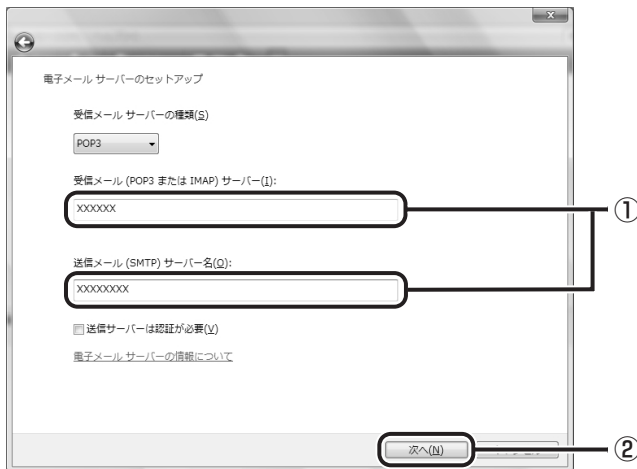 電子メール サーバーのセットアップ
受信メール サーバーの種類(S)
POP3
受信メール (POP3 または IMAP) サーバー(I):
XXXXXX
①
送信メール (SMTP) サーバー名(O):
XXXXXXXX
送信サーバーは認証が必要(V)
電子メール サーバーの情報について
次へ(N)
②